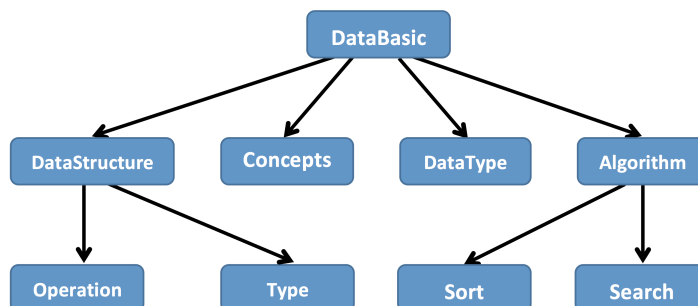 DataBasic
DataStructure
Concepts
DataType
Algorithm
Operation
Type
Sort
Search